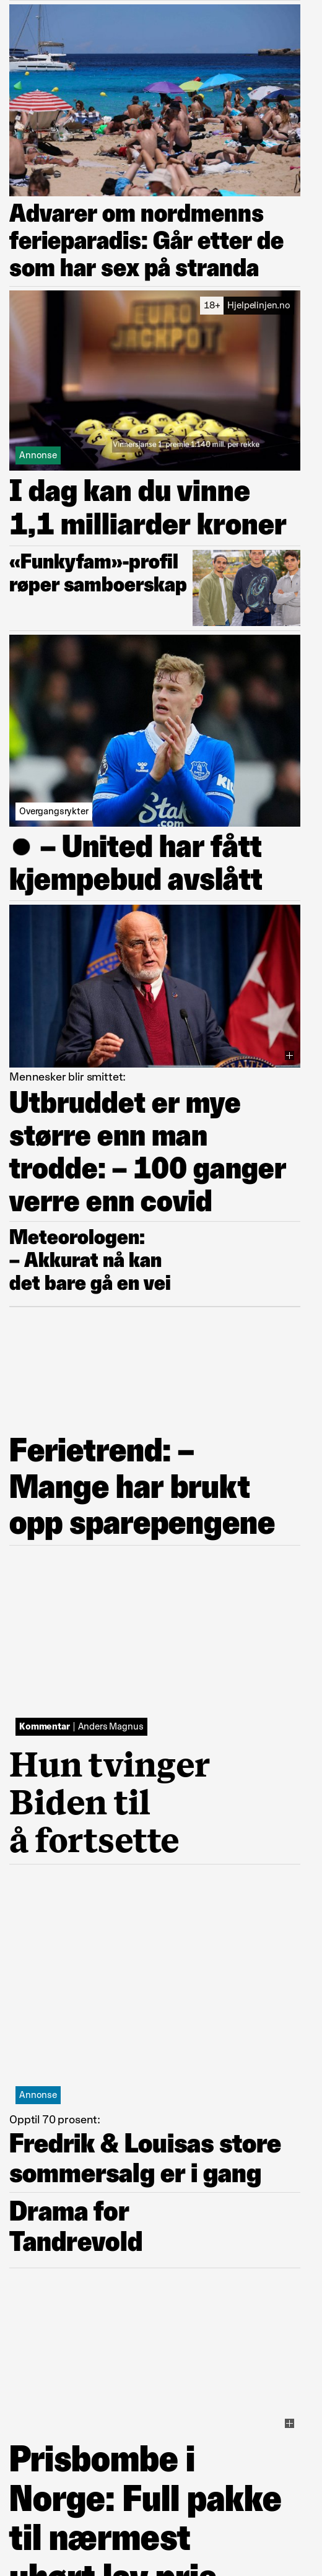 Advarer om nordmenns
ferieparadis: Går etter de
som har sex på stranda
18+ Hjelpelinjen.no
EURO
JACKPOT
Vinnersjanse 1. premie 1:140 mill. per rekke
Annonse
I dag kan du vinne
1,1 milliarder kroner
«Funkyfam»-profil
røper samboerskap
Stake
.com
Overgangsrykter
● – United har fått
kjempebud avslått
Mennesker blir smittet:
Utbruddet er mye
større enn man
trodde: – 100 ganger
verre enn covid
Meteorologen:
– Akkurat nå kan
det bare gå en vei
Ferietrend: –
Mange har brukt
opp sparepengene
Kommentar | Anders Magnus
Hun tvinger
Biden til
å fortsette
Annonse
Opptil 70 prosent:
Fredrik & Louisas store
sommersalg er i gang
Drama for
Tandrevold
Prisbombe i
Norge: Full pakke
til nærmest
uhørt lav pris